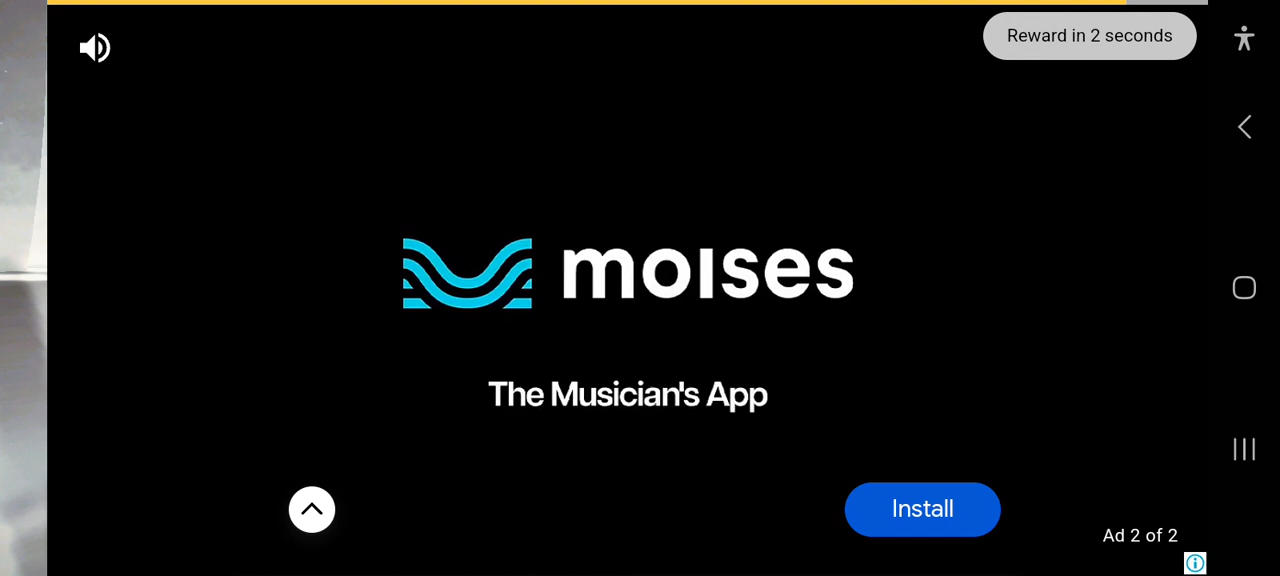 Reward in 2 seconds
moises
The Musician's App
Install
Ad 2 of 2